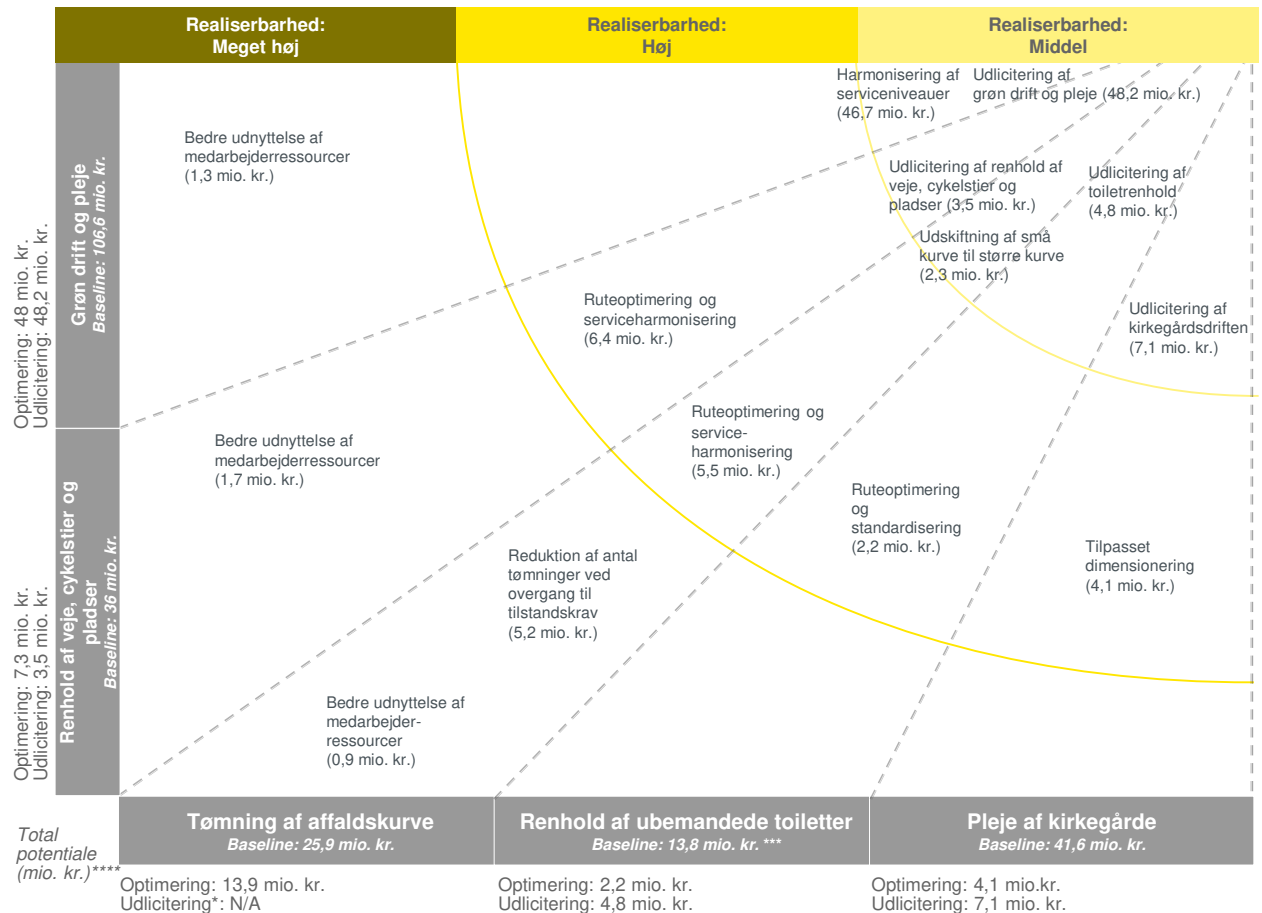 Realiserbarhed:
Meget høj
Realiserbarhed:
Høj
Realiserbarhed:
Middel
Harmonisering af
serviceniveauer
(46,7 mio. kr.)
Udlicitering af
grøn drift og pleje (48,2 mio. kr.)
Bedre udnyttelse af
medarbejderressourcer
(1,3 mio. kr.)
Udlicitering af renhold af
veje, cykelstier og
pladser (3,5 mio. kr.)
Udlicitering af
toiletrenhold
(4,8 mio. kr.)
Udskiftning af små
kurve til større kurve
(2,3 mio. kr.)
Ruteoptimering og
serviceharmonisering
(6,4 mio. kr.)
Udlicitering af
kirkegårdsdriften
(7,1 mio. kr.)
Optimering: 48 mio. kr.
Udlicitering: 48,2 mio. kr.
Grøn drift og pleje
Baseline: 106,6 mio. kr.
Bedre udnyttelse af
medarbejderressourcer
(1,7 mio. kr.)
Ruteoptimering og
service-
harmonisering
(5,5 mio. kr.)
Ruteoptimering
og
standardisering
(2,2 mio. kr.)
Reduktion af antal
tømninger ved
overgang til
tilstandskrav
(5,2 mio. kr.)
Tilpasset
dimensionering
(4,1 mio. kr.)
Bedre udnyttelse af
medarbejder-
ressourcer
(0,9 mio. kr.)
Optimering: 7,3 mio. kr.
Udlicitering: 3,5 mio. kr.
Renhold af veje, cykelstier og
pladser
Baseline: 36 mio. kr.
Total
potentiale
(mio. kr.)****
Tømning af affaldskurve
Baseline: 25,9 mio. kr.
Renhold af ubemandede toiletter
Baseline: 13,8 mio. kr. ***
Pleje af kirkegårde
Baseline: 41,6 mio. kr.
Optimering: 13,9 mio. kr.
Udlicitering*: N/A
Optimering: 2,2 mio. kr.
Udlicitering: 4,8 mio. kr.
Optimering: 4,1 mio.kr.
Udlicitering: 7,1 mio. kr.